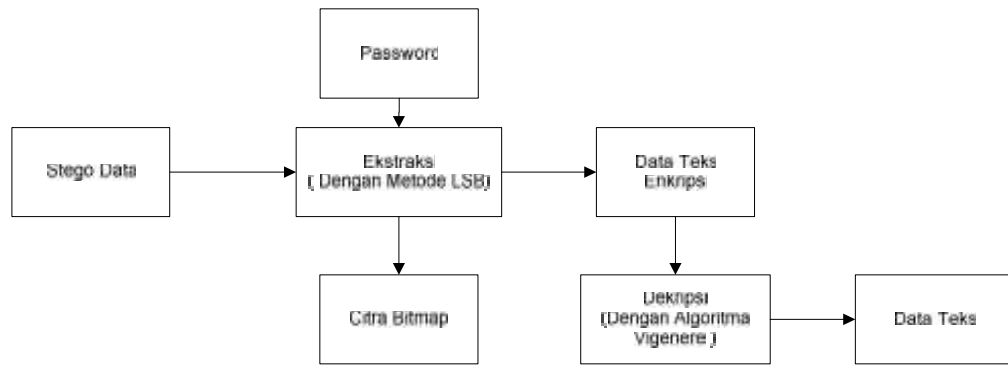 Password
Stego Data
Ekstraksi
( Dengan Metode LSB)
Data Teks
Enkripsi
Citra Bitmap
Dekripsi
(Dengan Algoritma
Vigenere )
Data Teks